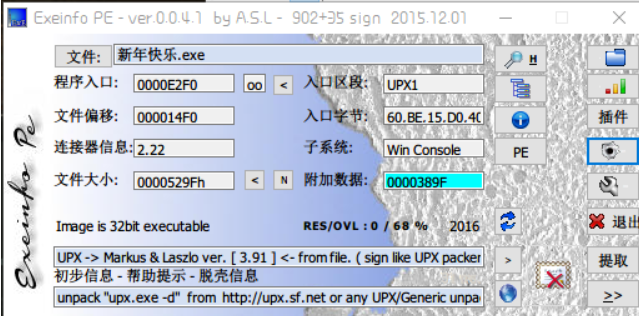 Exeinfo PE - ver.0.0.4.1 by A.S.L - 902+35 sign 2015.12.01
文件: 新年快乐.exe H
程序入口: 0000E2F0 oo < 入口区段: UPX1
文件偏移: 000014F0 入口字节: 60.BE.15.D0.40 插件
连接器信息: 2.22 子系统: Win Console PE
文件大小: 0000529Fh < N 附加数据: 0000389F
Image is 32bit executable RES/OVL : 0 / 68 % 2016 退出
UPX -> Markus & Laszlo ver. [ 3.91 ] <- from file. ( sign like UPX packer > 提取
初步信息 - 帮助提示 - 脱壳信息
unpack "upx.exe -d" from http://upx.sf.net or any UPX/Generic unpa >>
Exeinfo Pe